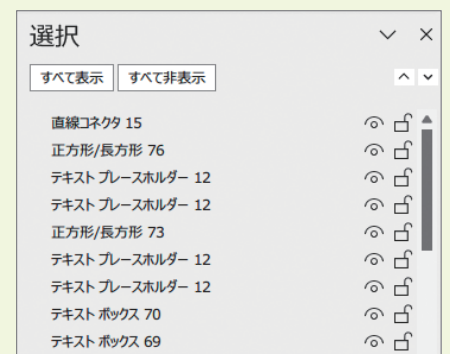 選択
すべて表示 すべて非表示
直線コネクタ 15
正方形/長方形 76
テキスト プレースホルダー 12
テキスト プレースホルダー 12
正方形/長方形 73
テキスト プレースホルダー 12
テキスト プレースホルダー 12
テキスト ボックス 70
テキスト ボックス 69